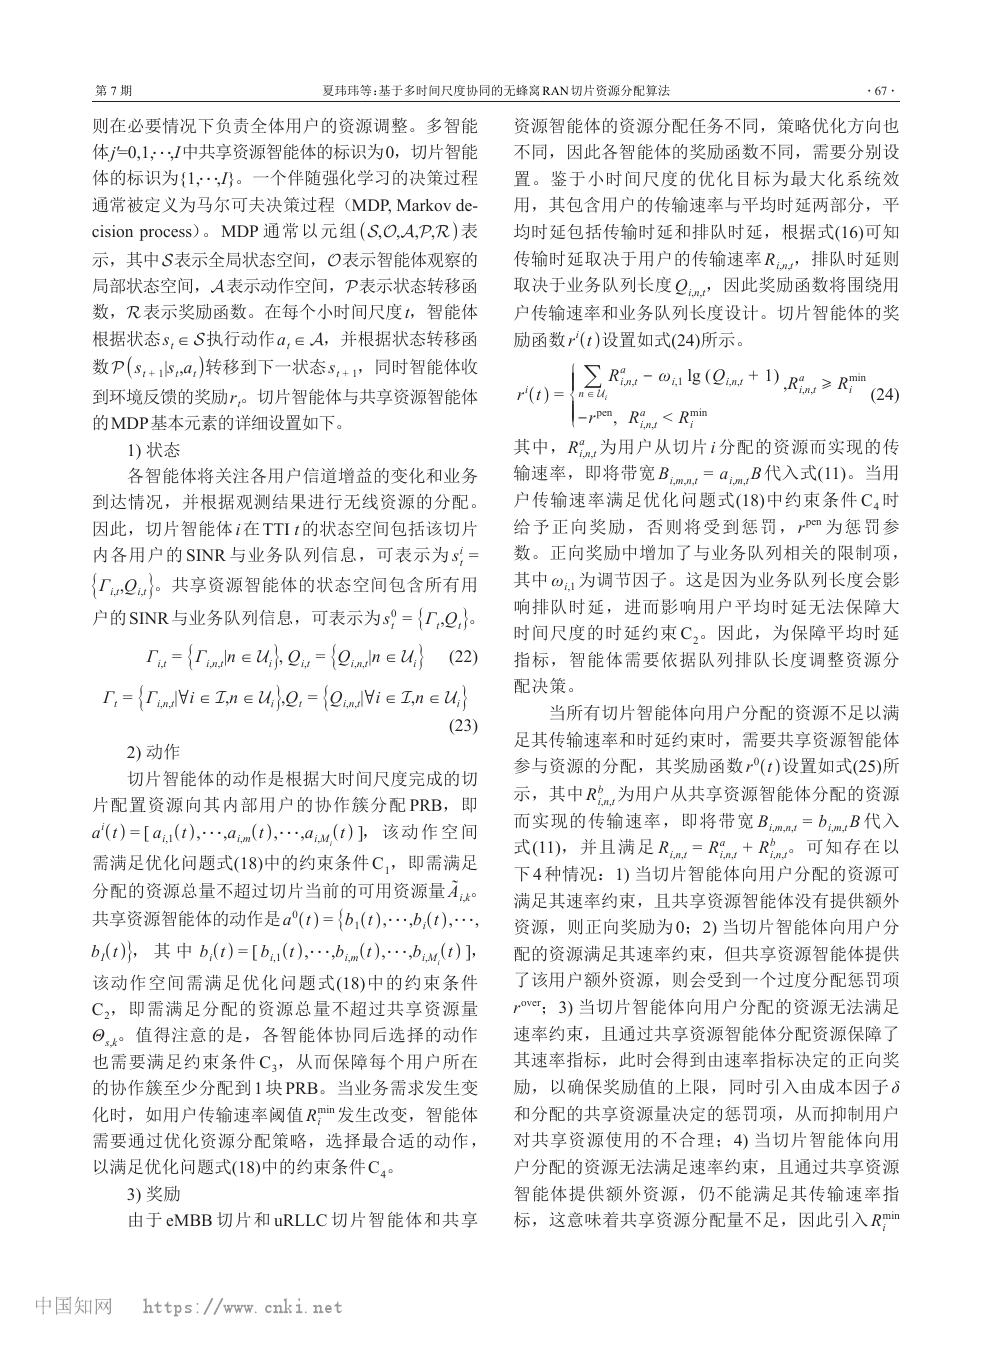 第 7 期 夏玮玮等：基于多时间尺度协同的无蜂窝RAN切片资源分配算法 ·67·
则在必要情况下负责全体用户的资源调整。多智能
体j′=0,1,···,I中共享资源智能体的标识为0，切片智能
体的标识为{1,···,I}。一个伴随强化学习的决策过程
通常被定义为马尔可夫决策过程（MDP, Markov de-
cision process）。MDP 通常以元组(S,O,A,P,R)表
示，其中S表示全局状态空间，O表示智能体观察的
局部状态空间，A表示动作空间，P表示状态转移函
数，R表示奖励函数。在每个小时间尺度t，智能体
根据状态s_t ∈ S执行动作a_t ∈ A，并根据状态转移函
数P(s_{t+1}|s_t,a_t)转移到下一状态s_{t+1}，同时智能体收
到环境反馈的奖励r_t。切片智能体与共享资源智能体
的MDP基本元素的详细设置如下。
1) 状态
各智能体将关注各用户信道增益的变化和业务
到达情况，并根据观测结果进行无线资源的分配。
因此，切片智能体i在TTI t的状态空间包括该切片
内各用户的SINR与业务队列信息，可表示为s_t^i =
{Γ_{i,t},Q_{i,t}}。共享资源智能体的状态空间包含所有用
户的SINR与业务队列信息，可表示为s_t^0 = {Γ_t,Q_t}。
Γ_{i,t} = {Γ_{i,n,t}|n ∈ U_i}, Q_{i,t} = {Q_{i,n,t}|n ∈ U_i} (22)
Γ_t = {Γ_{i,n,t}|∀i ∈ I,n ∈ U_i},Q_t = {Q_{i,n,t}|∀i ∈ I,n ∈ U_i}
(23)
2) 动作
切片智能体的动作是根据大时间尺度完成的切
片配置资源向其内部用户的协作簇分配PRB，即
a^i(t) = [ a_{i,1}(t),···,a_{i,m}(t),···,a_{i,M_i}(t) ]，该动作空间
需满足优化问题式(18)中的约束条件C_1，即需满足
分配的资源总量不超过切片当前的可用资源量Ã_{i,k}。
共享资源智能体的动作是a^0(t) = {b_1(t),···,b_i(t),···,
b_I(t)}，其中b_i(t) = [ b_{i,1}(t),···,b_{i,m}(t),···,b_{i,M_i}(t) ]，
该动作空间需满足优化问题式(18)中的约束条件
C_2，即需满足分配的资源总量不超过共享资源量
Θ_{s,k}。值得注意的是，各智能体协同后选择的动作
也需要满足约束条件C_3，从而保障每个用户所在
的协作簇至少分配到1块PRB。当业务需求发生变
化时，如用户传输速率阈值R_i^{min}发生改变，智能体
需要通过优化资源分配策略，选择最合适的动作，
以满足优化问题式(18)中的约束条件C_4。
3) 奖励
由于eMBB切片和uRLLC切片智能体和共享
资源智能体的资源分配任务不同，策略优化方向也
不同，因此各智能体的奖励函数不同，需要分别设
置。鉴于小时间尺度的优化目标为最大化系统效
用，其包含用户的传输速率与平均时延两部分，平
均时延包括传输时延和排队时延，根据式(16)可知
传输时延取决于用户的传输速率R_{i,n,t}，排队时延则
取决于业务队列长度Q_{i,n,t}，因此奖励函数将围绕用
户传输速率和业务队列长度设计。切片智能体的奖
励函数r^i(t)设置如式(24)所示。
r^i(t) = { ∑_{n ∈ U_i} R_{i,n,t}^a − ω_{i,1} lg (Q_{i,n,t} + 1) ,R_{i,n,t}^a ⩾ R_i^{min} (24)
−r^{pen}, R_{i,n,t}^a < R_i^{min}
其中，R_{i,n,t}^a为用户从切片i分配的资源而实现的传
输速率，即将带宽B_{i,m,n,t} = a_{i,m,t}B代入式(11)。当用
户传输速率满足优化问题式(18)中约束条件C_4时
给予正向奖励，否则将受到惩罚，r^{pen}为惩罚参
数。正向奖励中增加了与业务队列相关的限制项，
其中ω_{i,1}为调节因子。这是因为业务队列长度会影
响排队时延，进而影响用户平均时延无法保障大
时间尺度的时延约束C_2。因此，为保障平均时延
指标，智能体需要依据队列排队长度调整资源分
配决策。
当所有切片智能体向用户分配的资源不足以满
足其传输速率和时延约束时，需要共享资源智能体
参与资源的分配，其奖励函数r^0(t)设置如式(25)所
示，其中R_{i,n,t}^b为用户从共享资源智能体分配的资源
而实现的传输速率，即将带宽B_{i,m,n,t} = b_{i,m,t}B代入
式(11)，并且满足R_{i,n,t} = R_{i,n,t}^a + R_{i,n,t}^b。可知存在以
下4种情况：1) 当切片智能体向用户分配的资源可
满足其速率约束，且共享资源智能体没有提供额外
资源，则正向奖励为0；2) 当切片智能体向用户分
配的资源满足其速率约束，但共享资源智能体提供
了该用户额外资源，则会受到一个过度分配惩罚项
r^{over}；3) 当切片智能体向用户分配的资源无法满足
速率约束，且通过共享资源智能体分配资源保障了
其速率指标，此时会得到由速率指标决定的正向奖
励，以确保奖励值的上限，同时引入由成本因子δ
和分配的共享资源量决定的惩罚项，从而抑制用户
对共享资源使用的不合理；4) 当切片智能体向用
户分配的资源无法满足速率约束，且通过共享资源
智能体提供额外资源，仍不能满足其传输速率指
标，这意味着共享资源分配量不足，因此引入R_i^{min}
中国知网 https://www.cnki.net